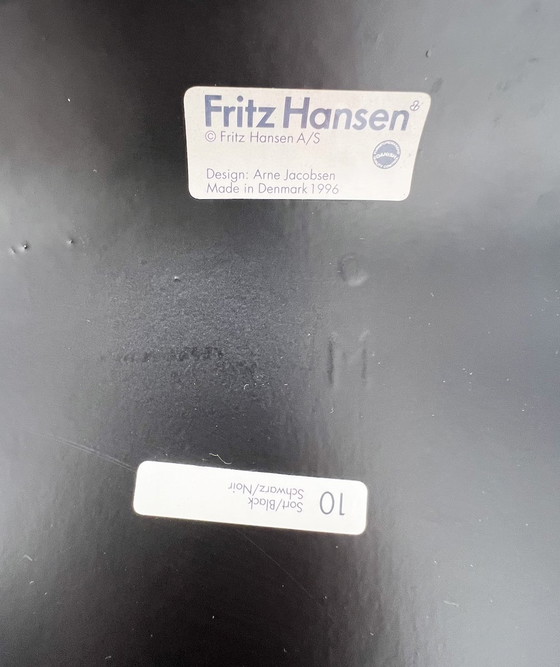 Fritz Hansen
© Fritz Hansen A/S
Design: Arne Jacobsen
Made in Denmark 1996
10 Sort/Black
Schwarz/Noir